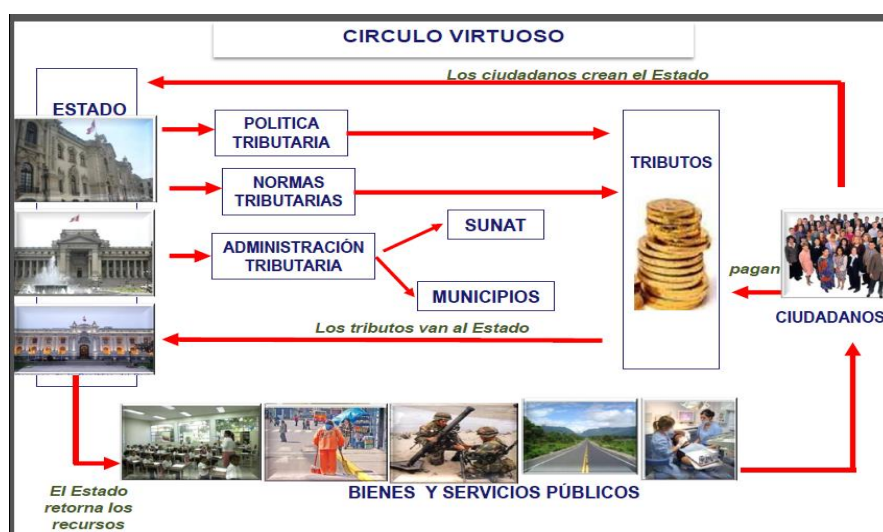 CIRCULO VIRTUOSO
Los ciudadanos crean el Estado
ESTADO
POLITICA
TRIBUTARIA
NORMAS
TRIBUTARIAS
ADMINISTRACIÓN
TRIBUTARIA
SUNAT
MUNICIPIOS
TRIBUTOS
pagan
CIUDADANOS
Los tributos van al Estado
El Estado
retorna los
recursos
BIENES Y SERVICIOS PÚBLICOS